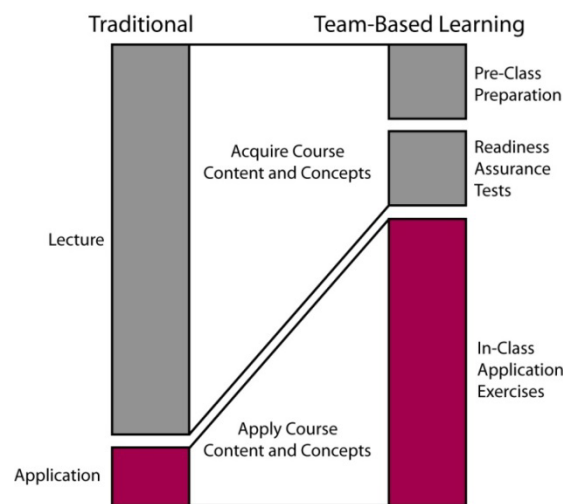 Traditional
Team-Based Learning
Pre-Class
Preparation
Acquire Course
Content and Concepts
Readiness
Assurance
Tests
Lecture
In-Class
Application
Exercises
Apply Course
Content and Concepts
Application